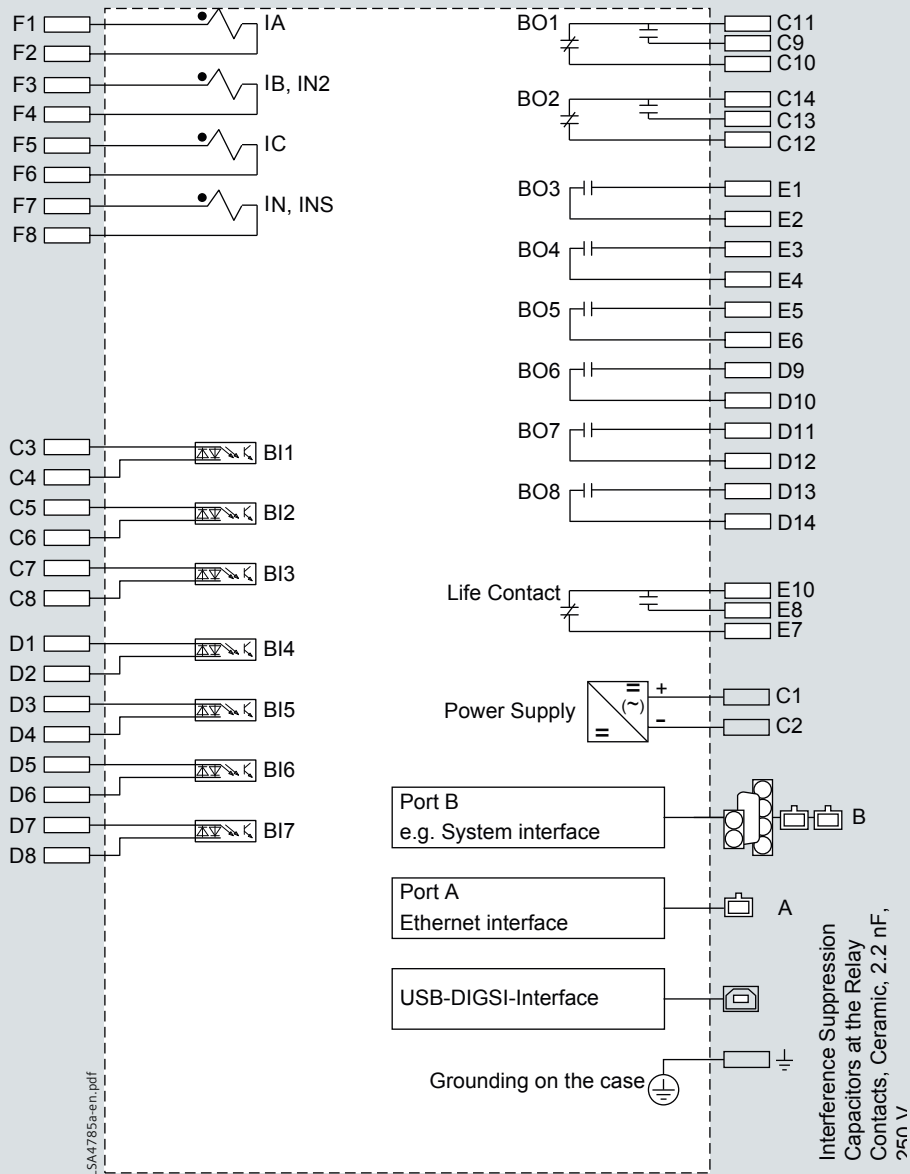 F1
IA
F2
F3
IB, IN2
F4
F5
IC
F6
F7
IN, INS
F8
C3
BI1
C4
C5
BI2
C6
C7
BI3
C8
D1
BI4
D2
D3
BI5
D4
D5
BI6
D6
D7
BI7
D8
BO1
C11
C9
C10
BO2
C14
C13
C12
BO3
E1
E2
BO4
E3
E4
BO5
E5
E6
BO6
D9
D10
BO7
D11
D12
BO8
D13
D14
Life Contact
E10
E8
E7
Power Supply
=
(~)
=
+
-
C1
C2
Port B
e.g. System interface
B
Port A
Ethernet interface
A
USB-DIGSI-Interface
Grounding on the case
Interference Suppression
Capacitors at the Relay
Contacts, Ceramic, 2.2 nF,
250 V
SA4785a-en.pdf